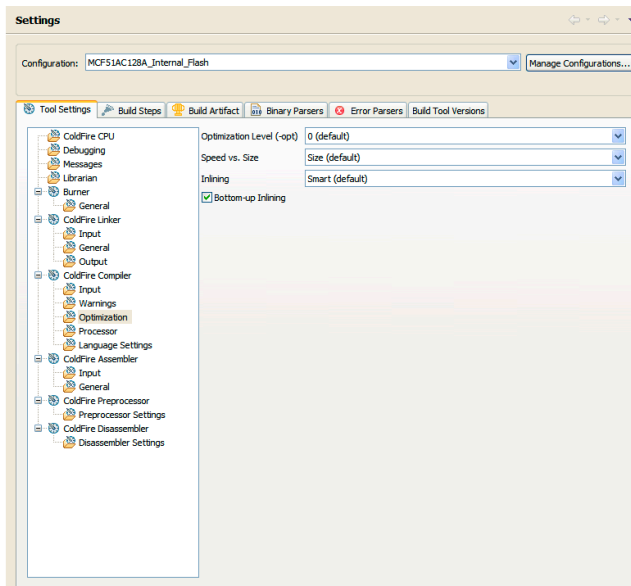 Settings
Configuration: MCF51AC128A_Internal_Flash Manage Configurations...
Tool Settings Build Steps Build Artifact Binary Parsers Error Parsers Build Tool Versions
ColdFire CPU
Debugging
Messages
Librarian
Burner
General
ColdFire Linker
Input
General
Output
ColdFire Compiler
Input
Warnings
Optimization
Processor
Language Settings
ColdFire Assembler
Input
General
ColdFire Preprocessor
Preprocessor Settings
ColdFire Disassembler
Disassembler Settings
Optimization Level (-opt) 0 (default)
Speed vs. Size Size (default)
Inlining Smart (default)
Bottom-up Inlining